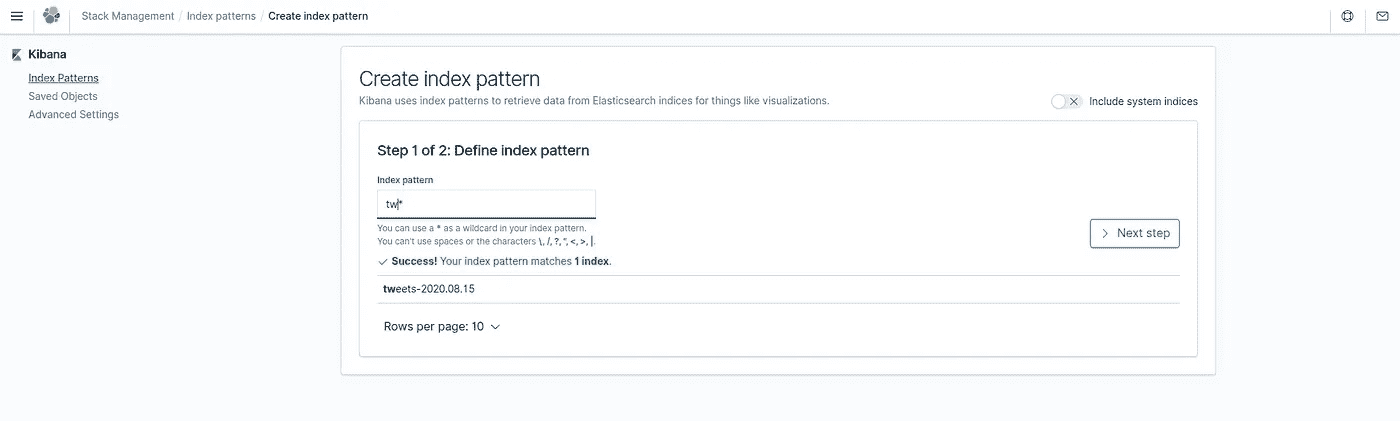 Stack Management / Index patterns / Create index pattern
Kibana
Index Patterns
Saved Objects
Advanced Settings
Create index pattern
Kibana uses index patterns to retrieve data from Elasticsearch indices for things like visualizations.
Include system indices
Step 1 of 2: Define index pattern
Index pattern
tw*
You can use a * as a wildcard in your index pattern.
You can't use spaces or the characters \, /, ?, ", <, >, |.
Next step
Success! Your index pattern matches 1 index.
tweets-2020.08.15
Rows per page: 10